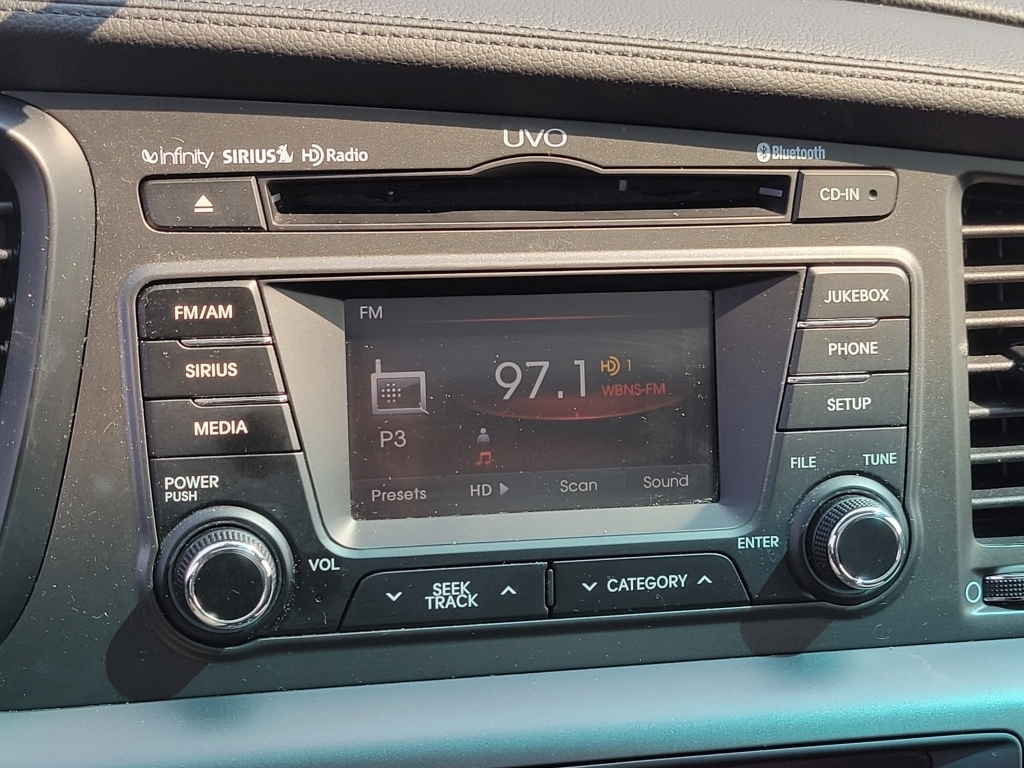 UVO
infinity SIRIUS HD Radio
Bluetooth
CD-IN
FM/AM
SIRIUS
MEDIA
POWER
PUSH
VOL
FM
97.1 HD 1
WBNS-FM
P3
Presets HD Scan Sound
JUKEBOX
PHONE
SETUP
FILE TUNE
ENTER
SEEK
TRACK
CATEGORY